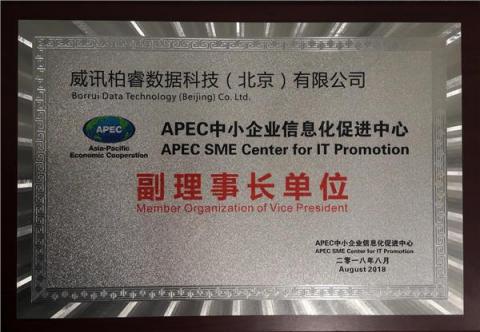 威讯柏睿数据科技（北京）有限公司
Borrui Data Technology (Beijing) Co. Ltd.
APEC
Asia-Pacific
Economic Cooperation
APEC中小企业信息化促进中心
APEC SME Center for IT Promotion
副理事长单位
Member Organization of Vice President
APEC中小企业信息化促进中心
APEC SME Center for IT Promotion
二零一八年八月
August 2018